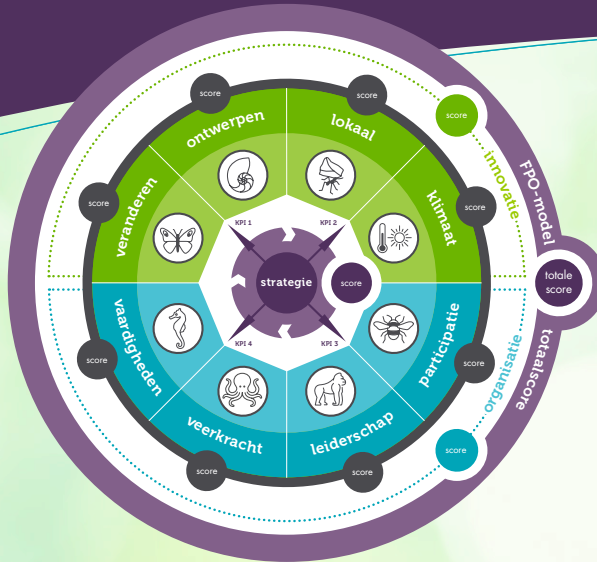 score
score
score
ontwerpen
lokaal
innovatie
FPO-model
score
veranderen
klimaat
score
KPI 1
KPI 2
strategie
score
totale
score
KPI 4
KPI 3
vaardigheden
participatie
organisatie
totaalscore
score
score
veerkracht
leiderschap
score
score
score